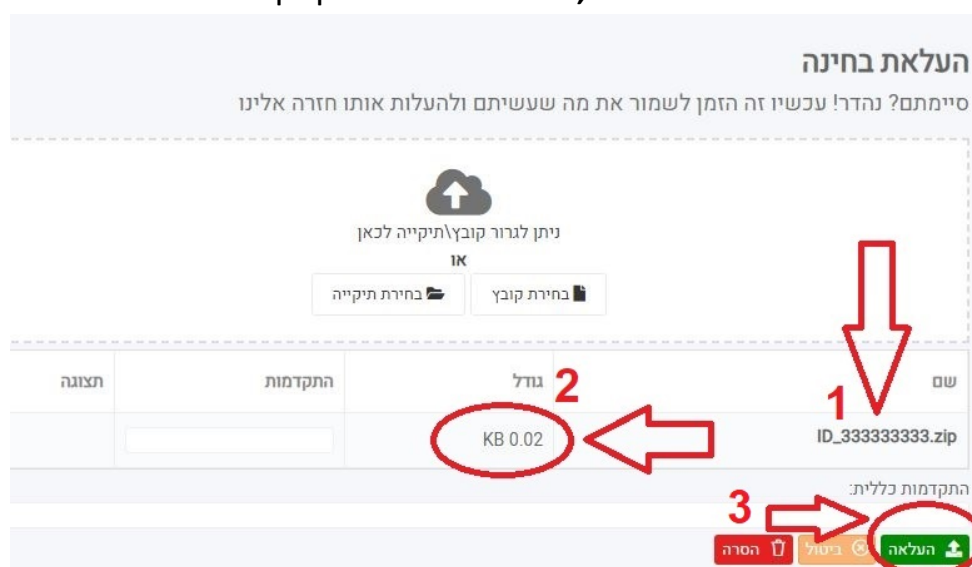 העלאת בחינה
סיימתם? נהדר! עכשיו זה הזמן לשמור את מה שעשיתם ולהעלות אותו חזרה אלינו
ניתן לגרור קובץ\תיקייה לכאן
או
בחירת קובץ בחירת תיקייה
שם גודל התקדמות תצוגה
1 2
ID_333333333.zip KB 0.02
התקדמות כללית:
3
העלאה ביטול הסרה